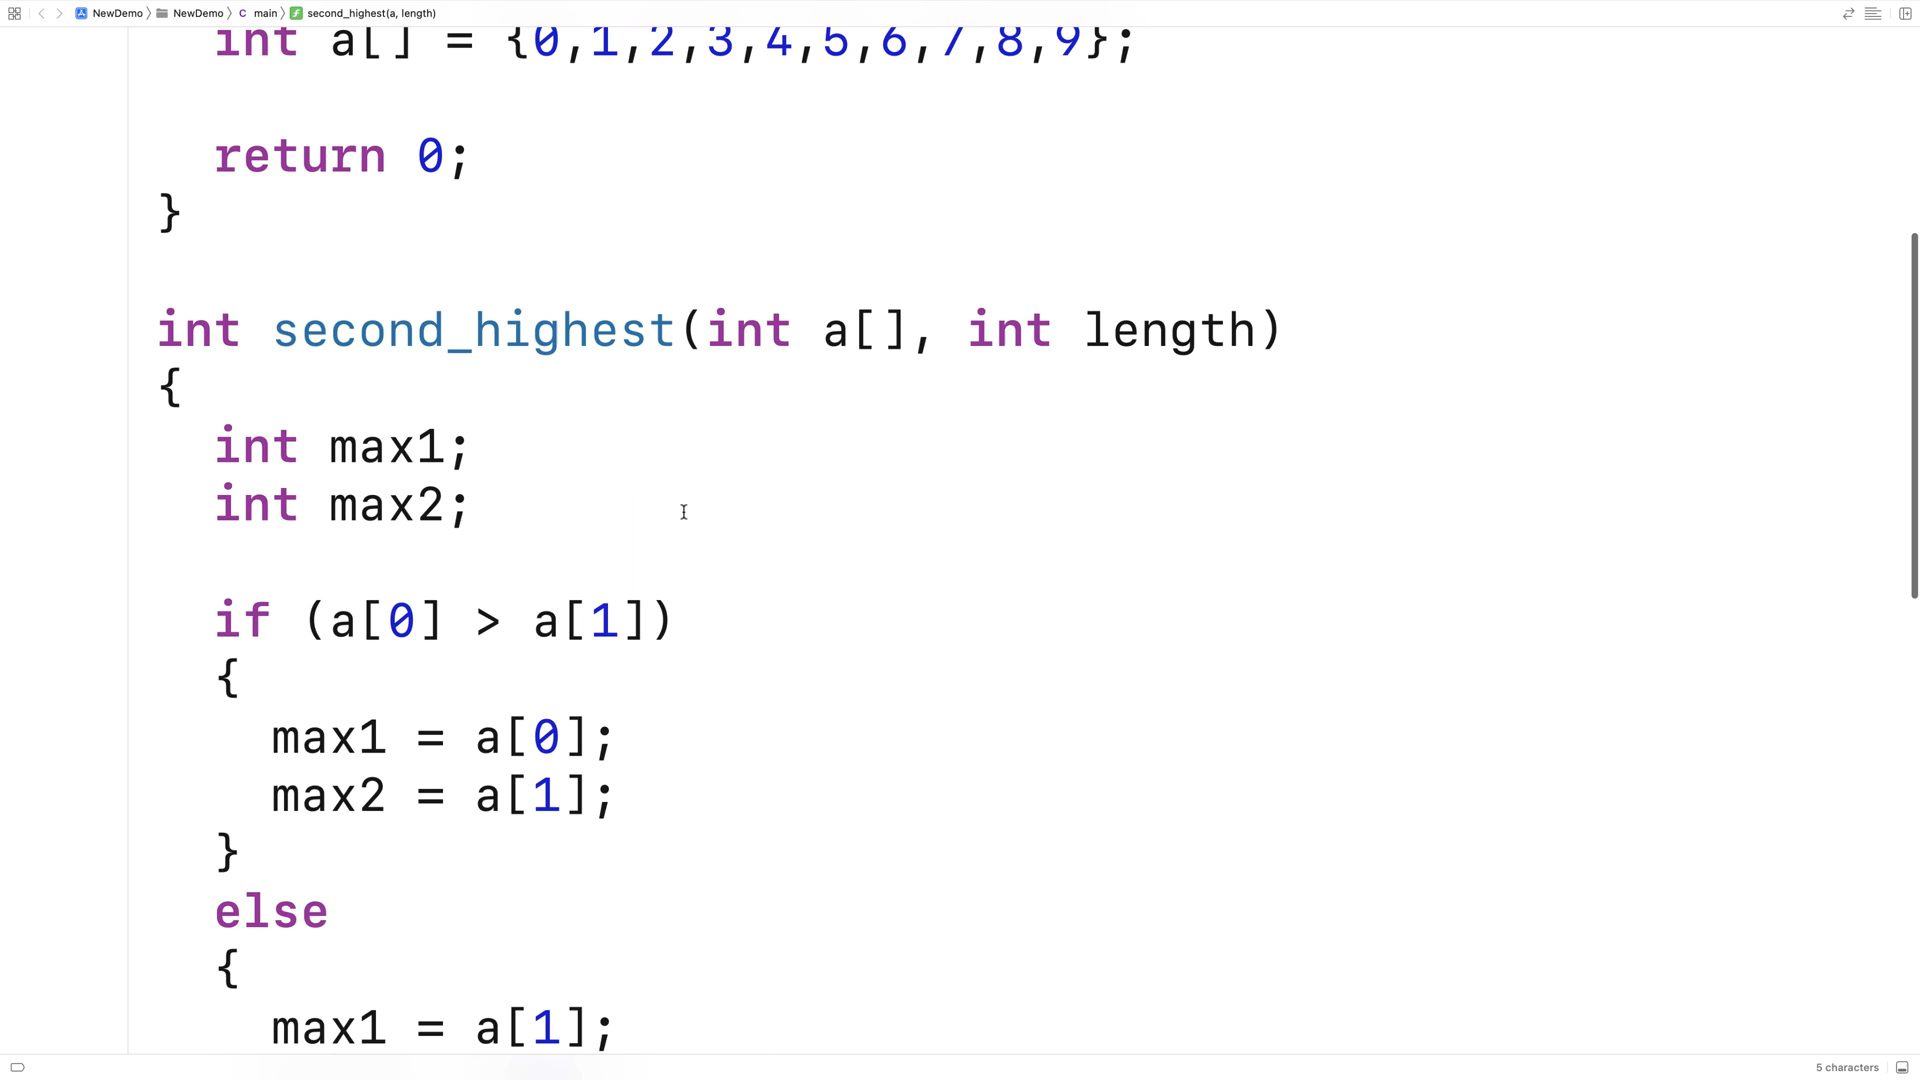 NewDemo NewDemo C main f second_highest(a, length)
int a[] = {0,1,2,3,4,5,6,7,8,9};
return 0;
}
int second_highest(int a[], int length)
{
int max1;
int max2;
if (a[0] > a[1])
{
max1 = a[0];
max2 = a[1];
}
else
{
max1 = a[1];
5 characters